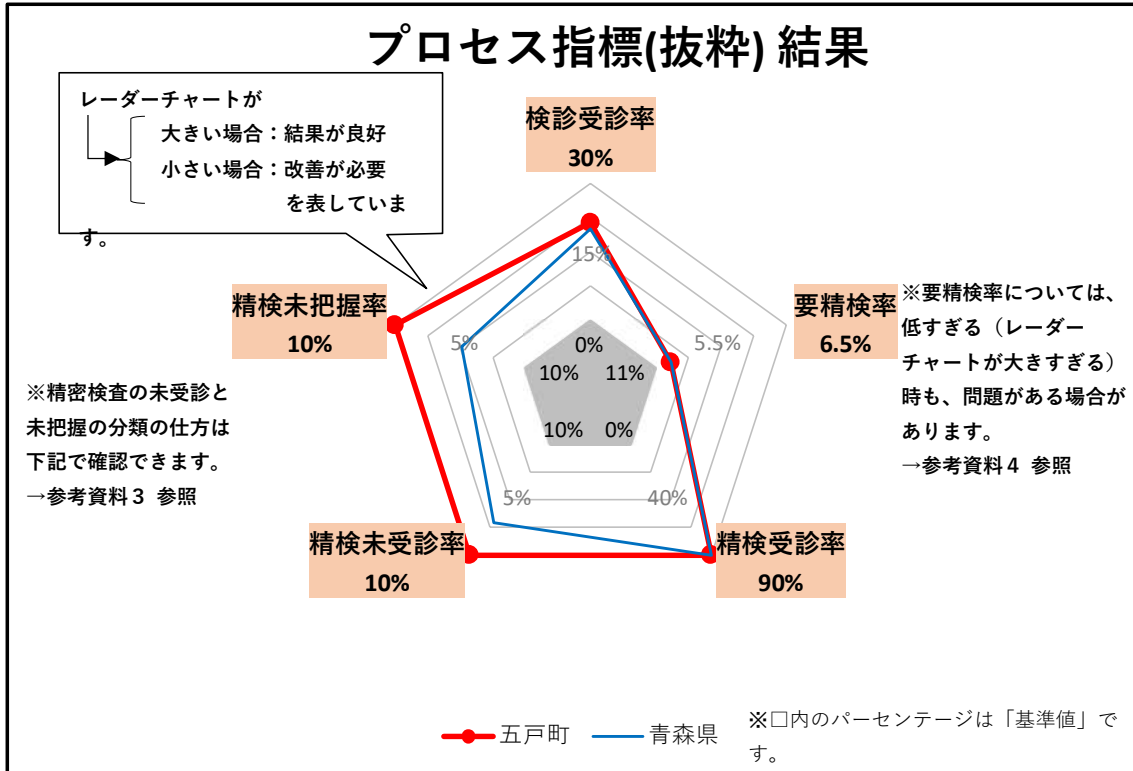 プロセス指標(抜粋) 結果
レーダーチャートが
大きい場合：結果が良好
小さい場合：改善が必要
を表していま
す。
検診受診率
30%
15%
0%
要精検率
6.5%
5.5%
11%
※要精検率については、
低すぎる（レーダー
チャートが大きすぎる）
時も、問題がある場合が
あります。
→参考資料４ 参照
精検未把握率
10%
5%
10%
※精密検査の未受診と
未把握の分類の仕方は
下記で確認できます。
→参考資料３ 参照
10%
0%
5%
40%
精検未受診率
10%
精検受診率
90%
五戸町
青森県
※□内のパーセンテージは「基準値」で
す。